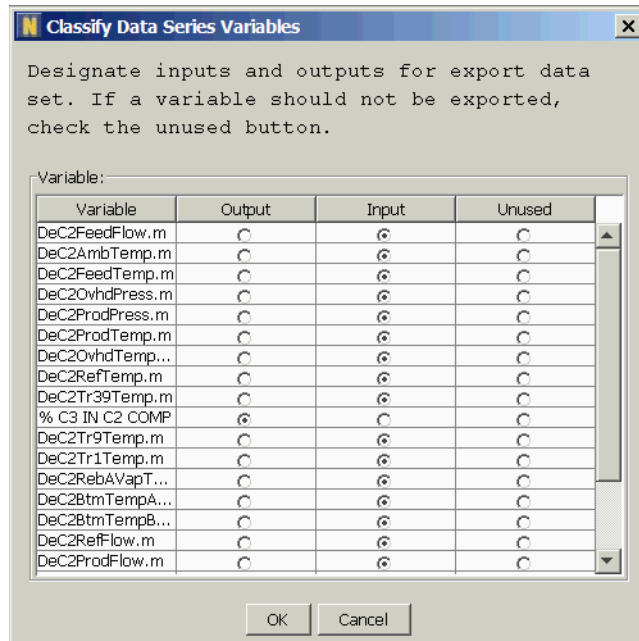 N Classify Data Series Variables
Designate inputs and outputs for export data
set. If a variable should not be exported,
check the unused button.
Variable:
Variable Output Input Unused
DeC2FeedFlow.m
DeC2AmbTemp.m
DeC2FeedTemp.m
DeC2OvhdPress.m
DeC2ProdPress.m
DeC2ProdTemp.m
DeC2OvhdTemp...
DeC2RefTemp.m
DeC2Tr39Temp.m
% C3 IN C2 COMP
DeC2Tr9Temp.m
DeC2Tr1Temp.m
DeC2RebAVapT...
DeC2BtmTempA...
DeC2BtmTempB...
DeC2RefFlow.m
DeC2ProdFlow.m
OK Cancel